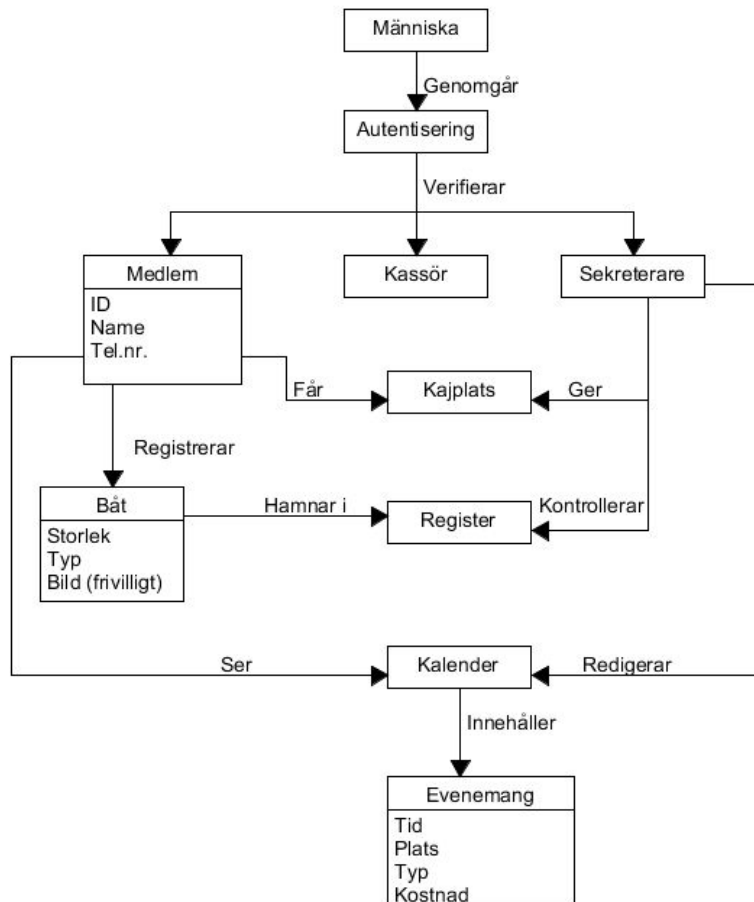 Människa
Genomgår
Autentisering
Verifierar
Medlem
ID
Name
Tel.nr.
Kassör
Sekreterare
Får
Kajplats
Ger
Registrerar
Båt
Storlek
Typ
Bild (frivilligt)
Hamnar i
Register
Kontrollerar
Ser
Kalender
Redigerar
Innehåller
Evenemang
Tid
Plats
Typ
Kostnad